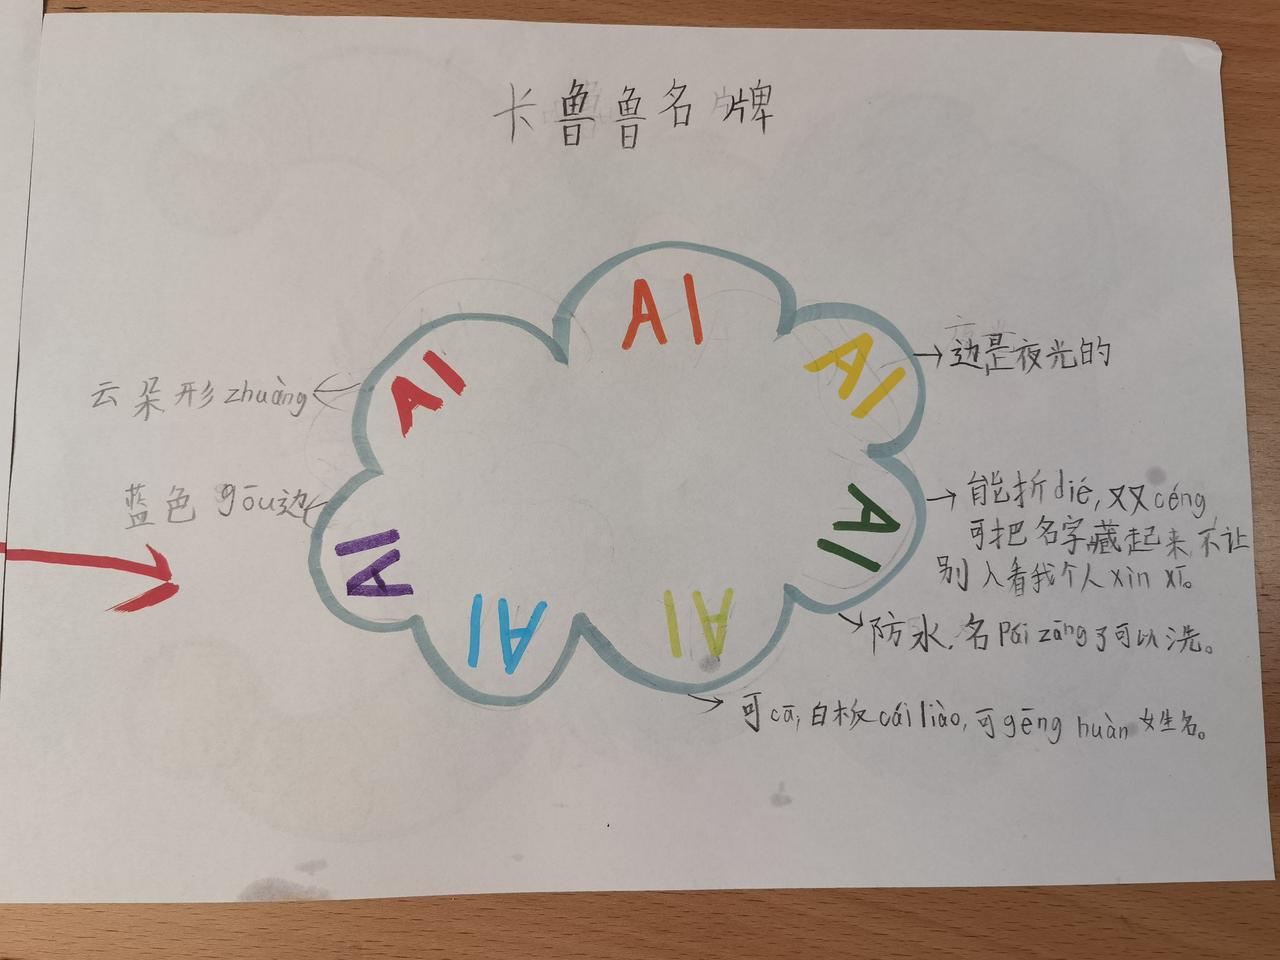 卡鲁鲁名牌
AI
AI
AI
边是夜光的
云朵形zhuàng
蓝色gōu边
AI
能折dié,双céng
可把名字藏起来,不让
别人看我个人xìn xī。
AI
AI
AI
防水.名pái zāng了可以洗。
可cā,白板cái liào,可gēng huàn姓名。